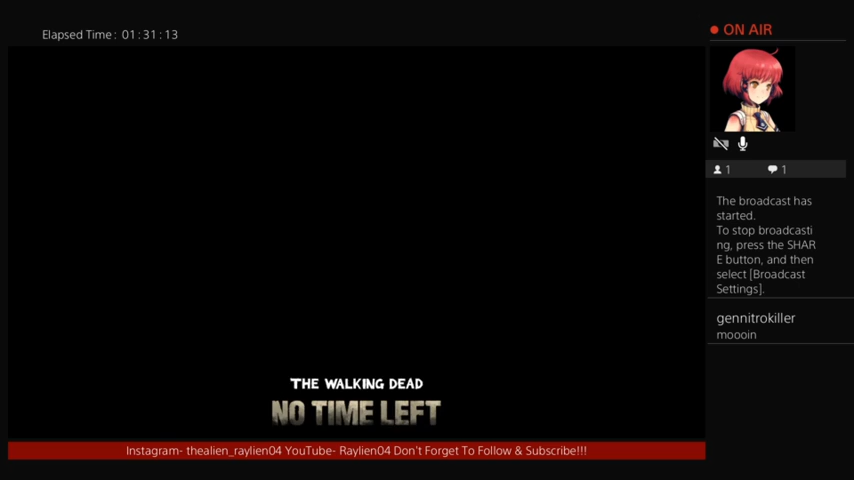 Elapsed Time: 01:31:13
ON AIR
1 1
The broadcast has
started.
To stop broadcasti
ng, press the SHAR
E button, and then
select [Broadcast
Settings].
gennitrokiller
moooin
THE WALKING DEAD
NO TIME LEFT
Instagram- thealien_raylien04 YouTube- Raylien04 Don't Forget To Follow & Subscribe!!!